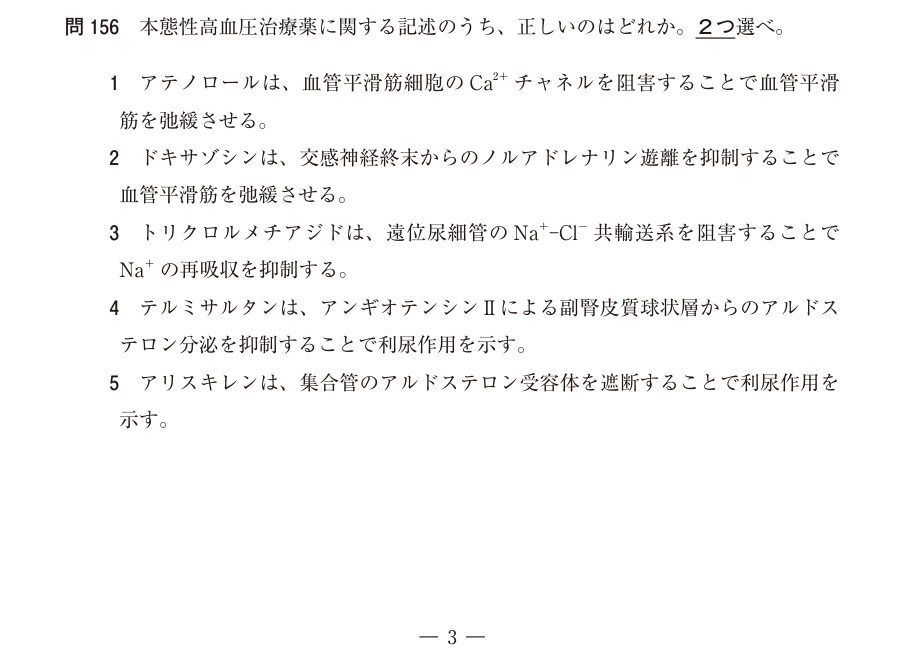 問 156 本態性高血圧治療薬に関する記述のうち、正しいのはどれか。２つ選べ。
1 アテノロールは、血管平滑筋細胞の Ca²⁺ チャネルを阻害することで血管平滑
筋を弛緩させる。
2 ドキサゾシンは、交感神経終末からのノルアドレナリン遊離を抑制することで
血管平滑筋を弛緩させる。
3 トリクロルメチアジドは、遠位尿細管の Na⁺−Cl⁻ 共輸送系を阻害することで
Na⁺ の再吸収を抑制する。
4 テルミサルタンは、アンギオテンシンⅡによる副腎皮質球状層からのアルドス
テロン分泌を抑制することで利尿作用を示す。
5 アリスキレンは、集合管のアルドステロン受容体を遮断することで利尿作用を
示す。
— 3 —